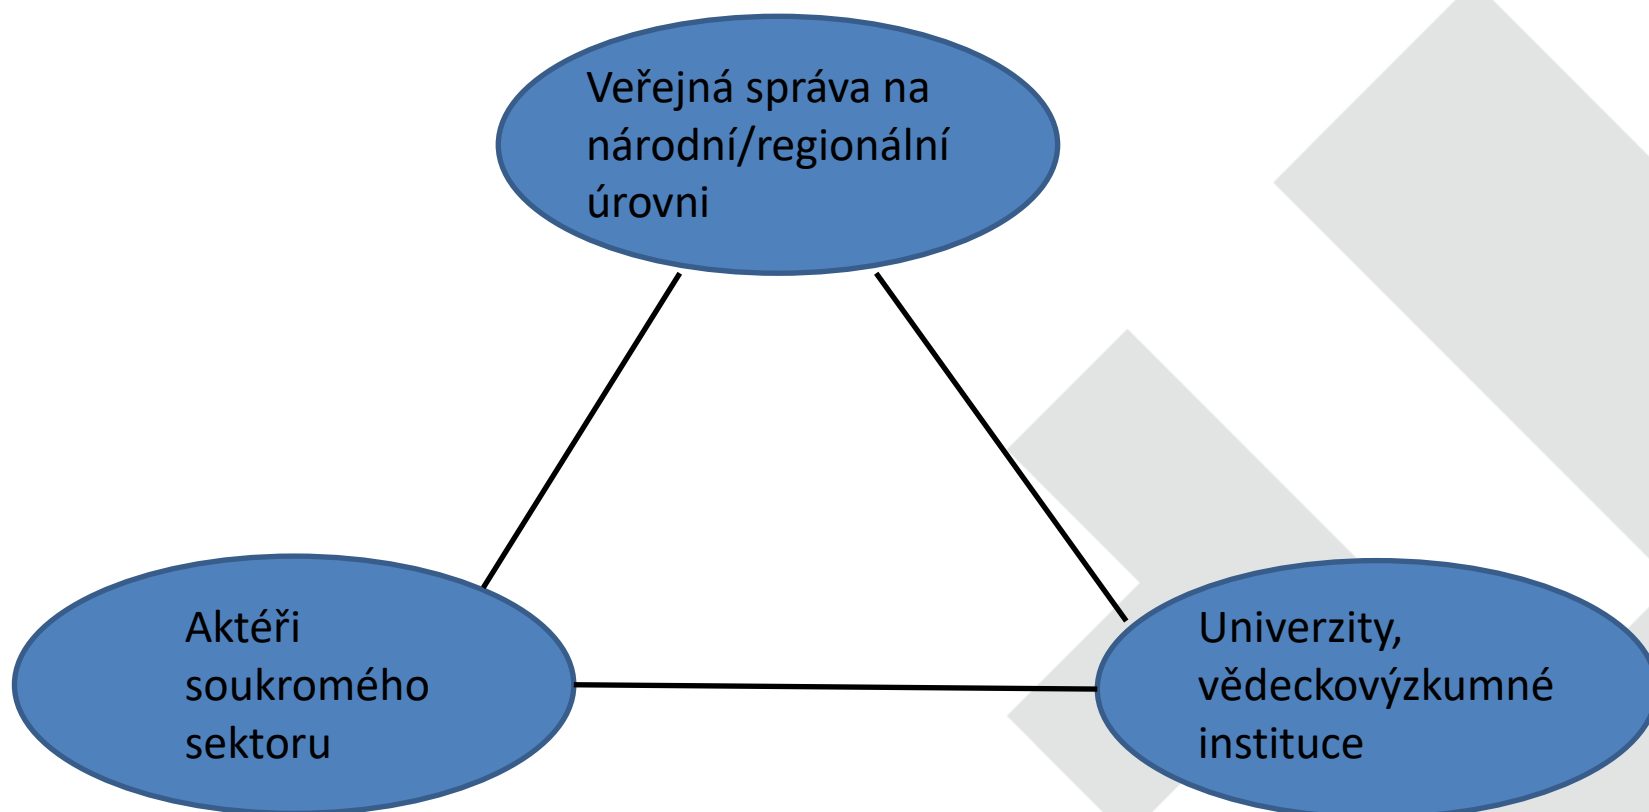 Veřejná správa na
národní/regionální
úrovni
Aktéři
soukromého
sektoru
Univerzity,
vědeckovýzkumné
instituce